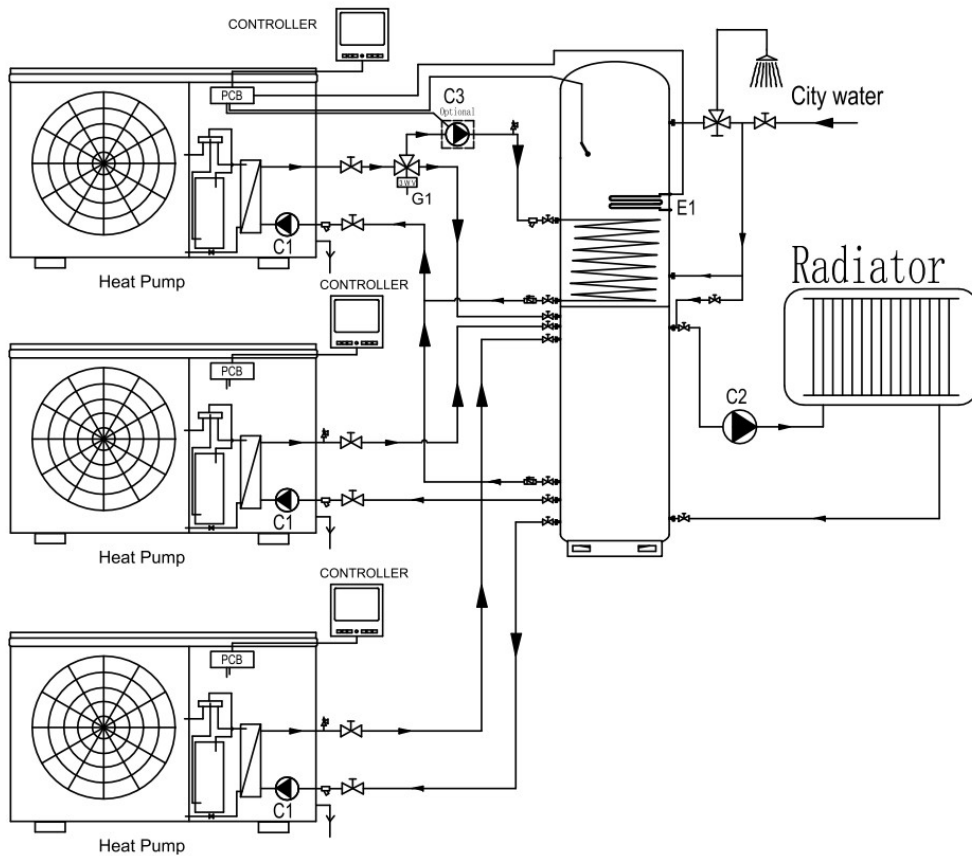 CONTROLLER
PCB
C3
Optional
City water
G1
E1
C1
Heat Pump
CONTROLLER
Radiator
PCB
C2
C1
Heat Pump
CONTROLLER
PCB
C1
Heat Pump